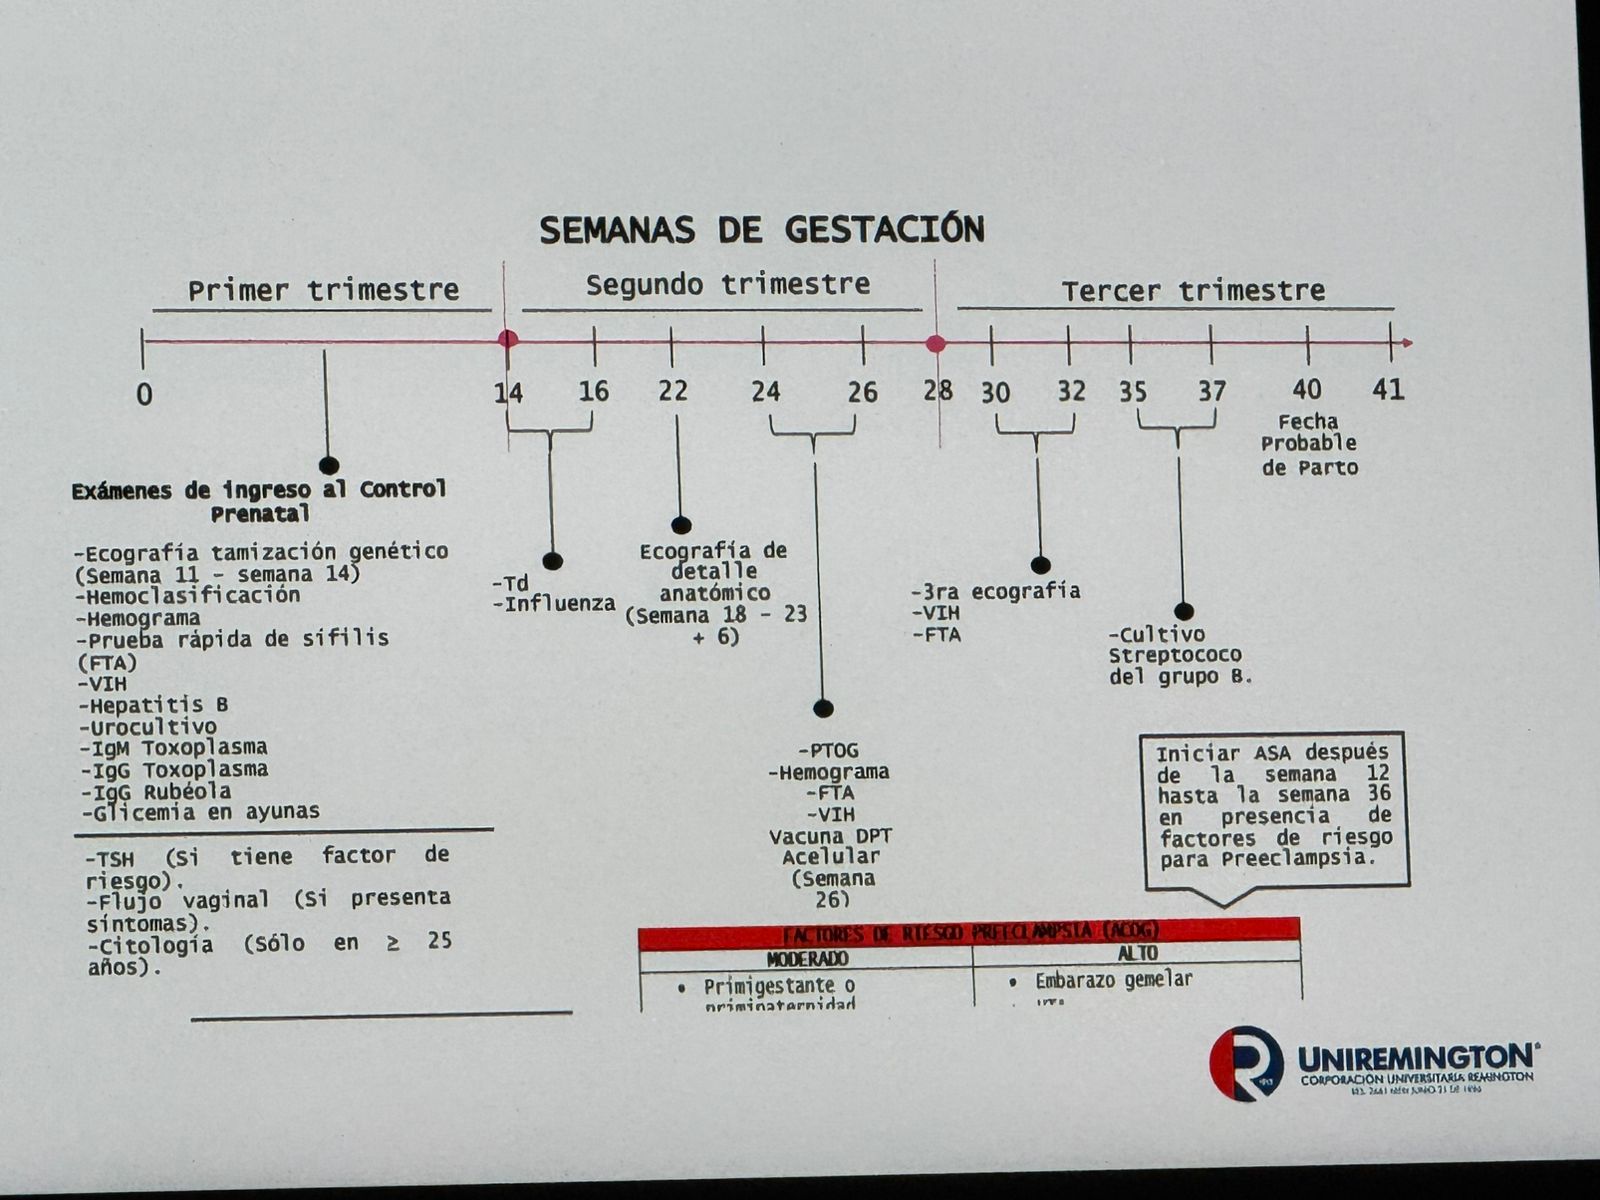 SEMANAS DE GESTACIÓN
Primer trimestre
Segundo trimestre
Tercer trimestre
0
14
16
22
24
26
28
30
32
35
37
40
41
Fecha
Probable
de Parto
Exámenes de ingreso al Control
Prenatal
-Ecografía tamización genético
(Semana 11 - semana 14)
-Hemoclasificación
-Hemograma
-Prueba rápida de sífilis
(FTA)
-VIH
-Hepatitis B
-Urocultivo
-IgM Toxoplasma
-IgG Toxoplasma
-IgG Rubéola
-Glicemia en ayunas
-TSH (Si tiene factor de
riesgo).
-Flujo vaginal (Si presenta
síntomas).
-Citología (Sólo en ≥ 25
años).
-Td
-Influenza
Ecografía de
detalle
anatómico
(Semana 18 - 23
+ 6)
-PTOG
-Hemograma
-FTA
-VIH
Vacuna DPT
Acelular
(Semana
26)
-3ra ecografía
-VIH
-FTA
-Cultivo
Streptococo
del grupo B.
Iniciar ASA después
de la semana 12
hasta la semana 36
en presencia de
factores de riesgo
para Preeclampsia.
FACTORES DE RIESGO PREECLAMPSIA (ACOG)
MODERADO
ALTO
• Primigestante o
primipaternidad
• Embarazo gemelar
UNIREMINGTON®
CORPORACIÓN UNIVERSITARIA REMINGTON